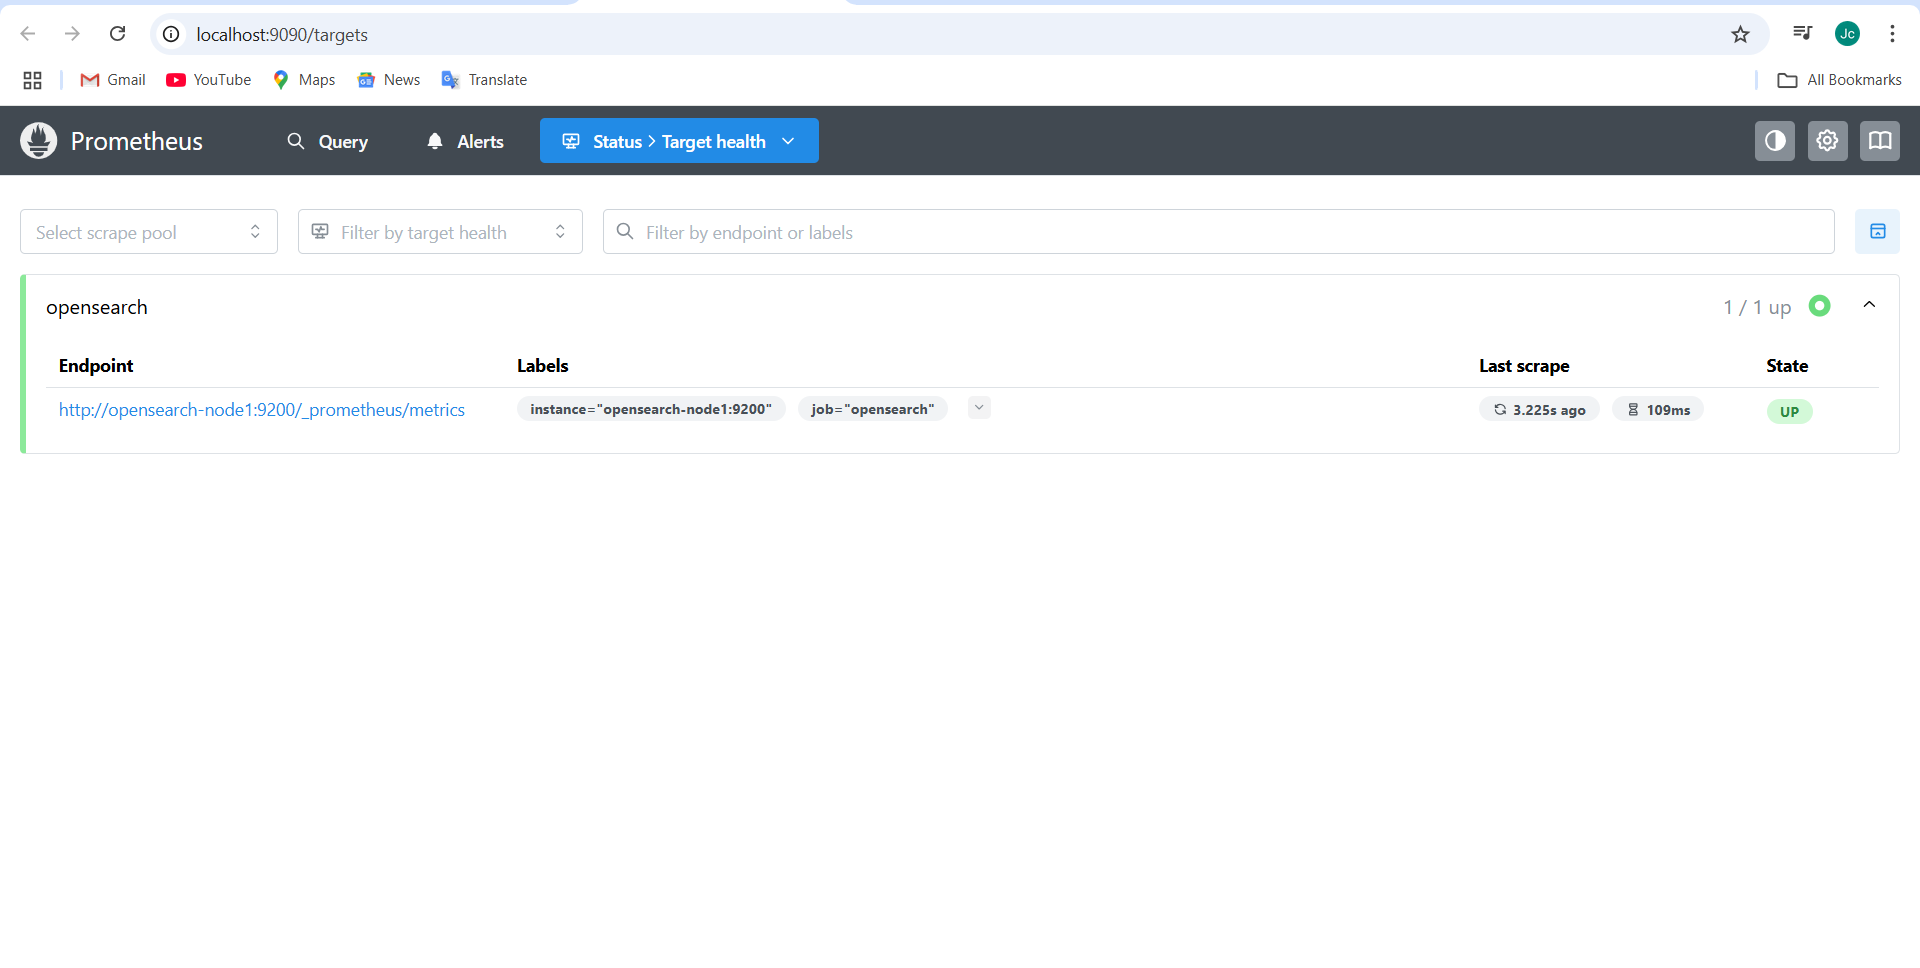 localhost:9090/targets
Jc
Gmail YouTube Maps News Translate All Bookmarks
Prometheus Query Alerts Status > Target health
Select scrape pool Filter by target health Filter by endpoint or labels
opensearch 1 / 1 up
Endpoint Labels Last scrape State
http://opensearch-node1:9200/_prometheus/metrics instance="opensearch-node1:9200" job="opensearch" 3.225s ago 109ms UP